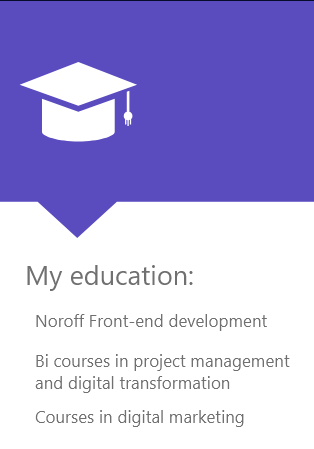 My education:
Noroff Front-end development
Bi courses in project management
and digital transformation
Courses in digital marketing